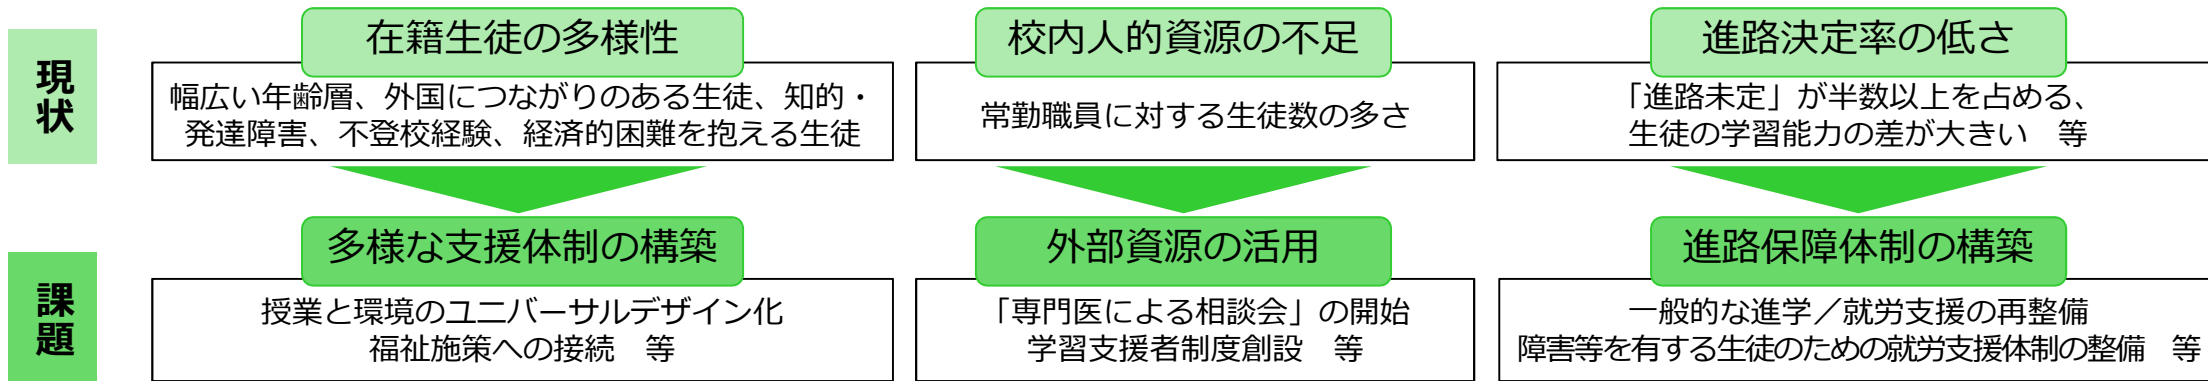 現状
在籍生徒の多様性
幅広い年齢層、外国につながりのある生徒、知的・
発達障害、不登校経験、経済的困難を抱える生徒
校内人的資源の不足
常勤職員に対する生徒数の多さ
進路決定率の低さ
「進路未定」が半数以上を占める、
生徒の学習能力の差が大きい　等
課題
多様な支援体制の構築
授業と環境のユニバーサルデザイン化
福祉施策への接続　等
外部資源の活用
「専門医による相談会」の開始
学習支援者制度創設　等
進路保障体制の構築
一般的な進学／就労支援の再整備
障害等を有する生徒のための就労支援体制の整備　等